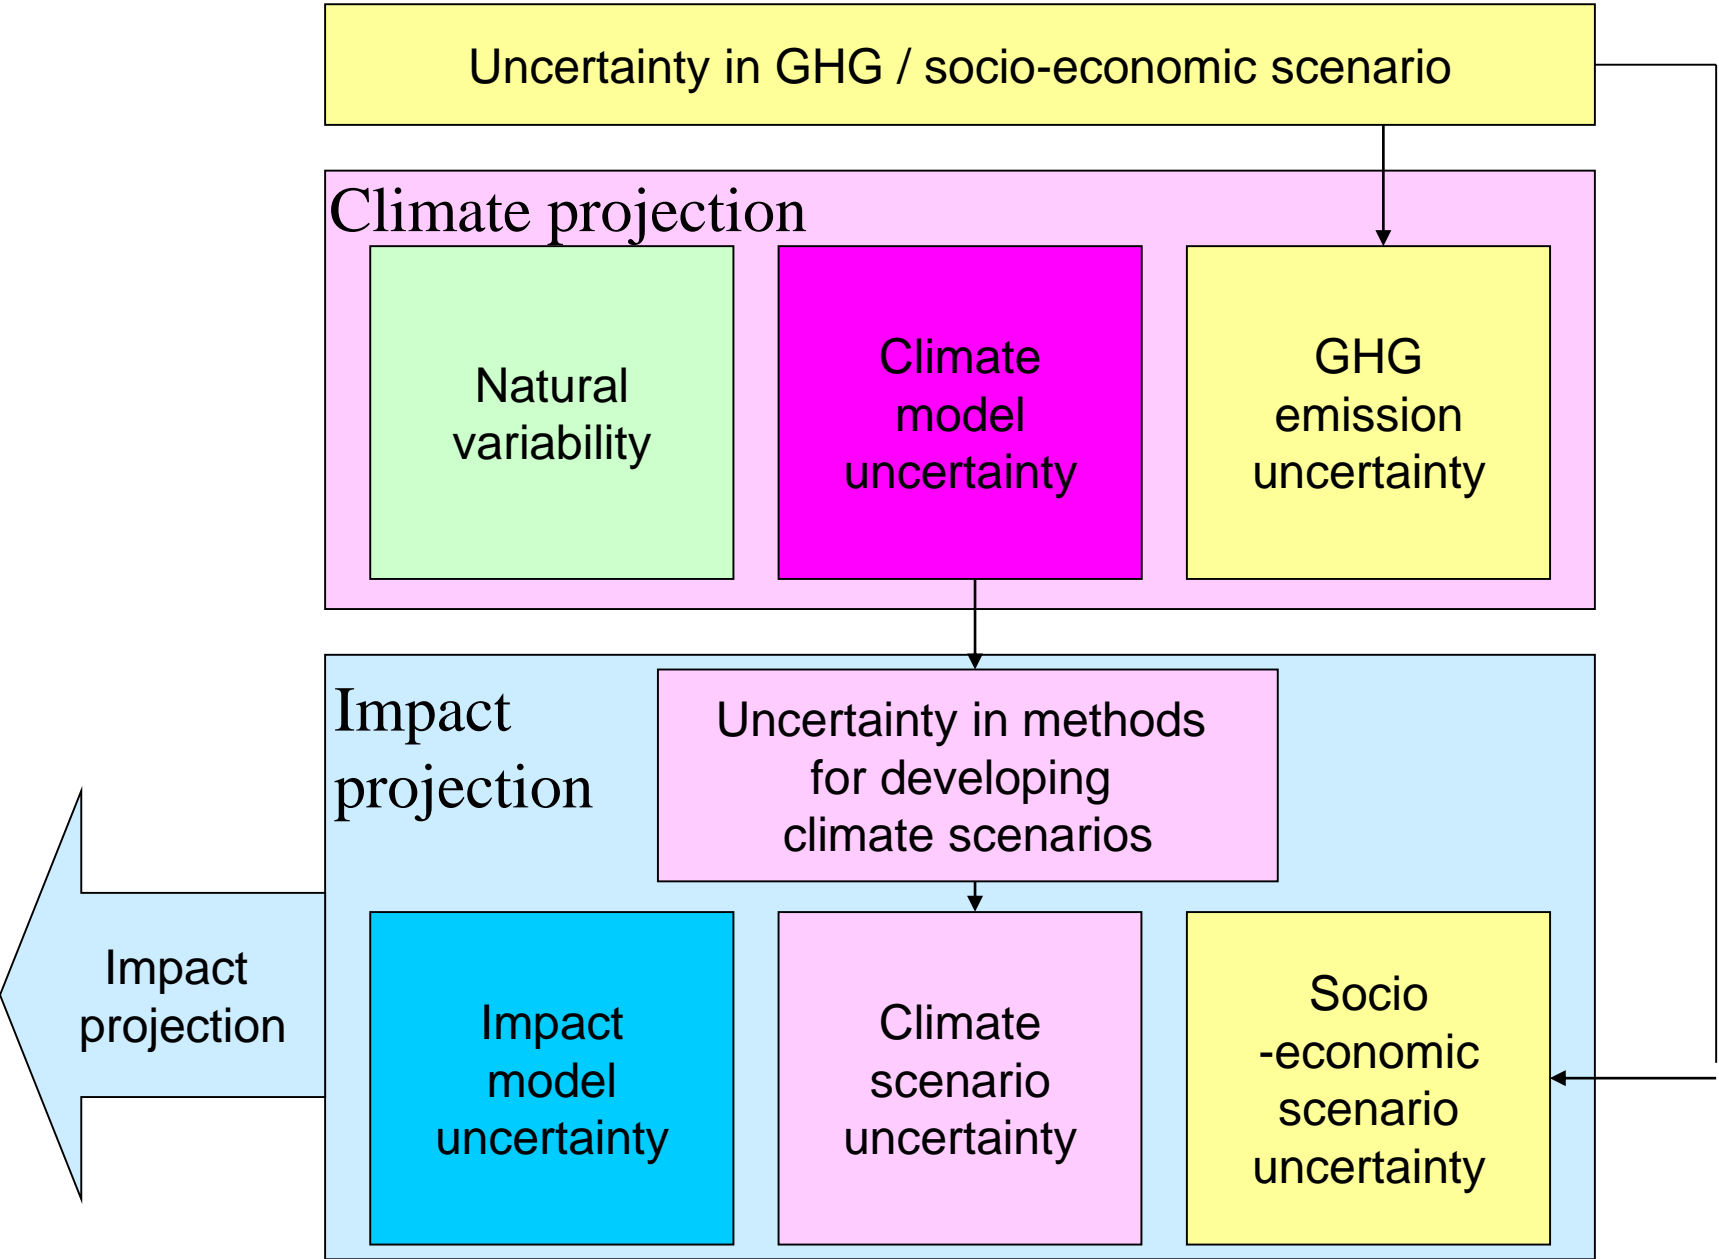 Uncertainty in GHG / socio-economic scenario
Climate projection
Natural
variability
Climate
model
uncertainty
GHG
emission
uncertainty
Impact
projection
Uncertainty in methods
for developing
climate scenarios
Impact
projection
Impact
model
uncertainty
Climate
scenario
uncertainty
Socio
-economic
scenario
uncertainty